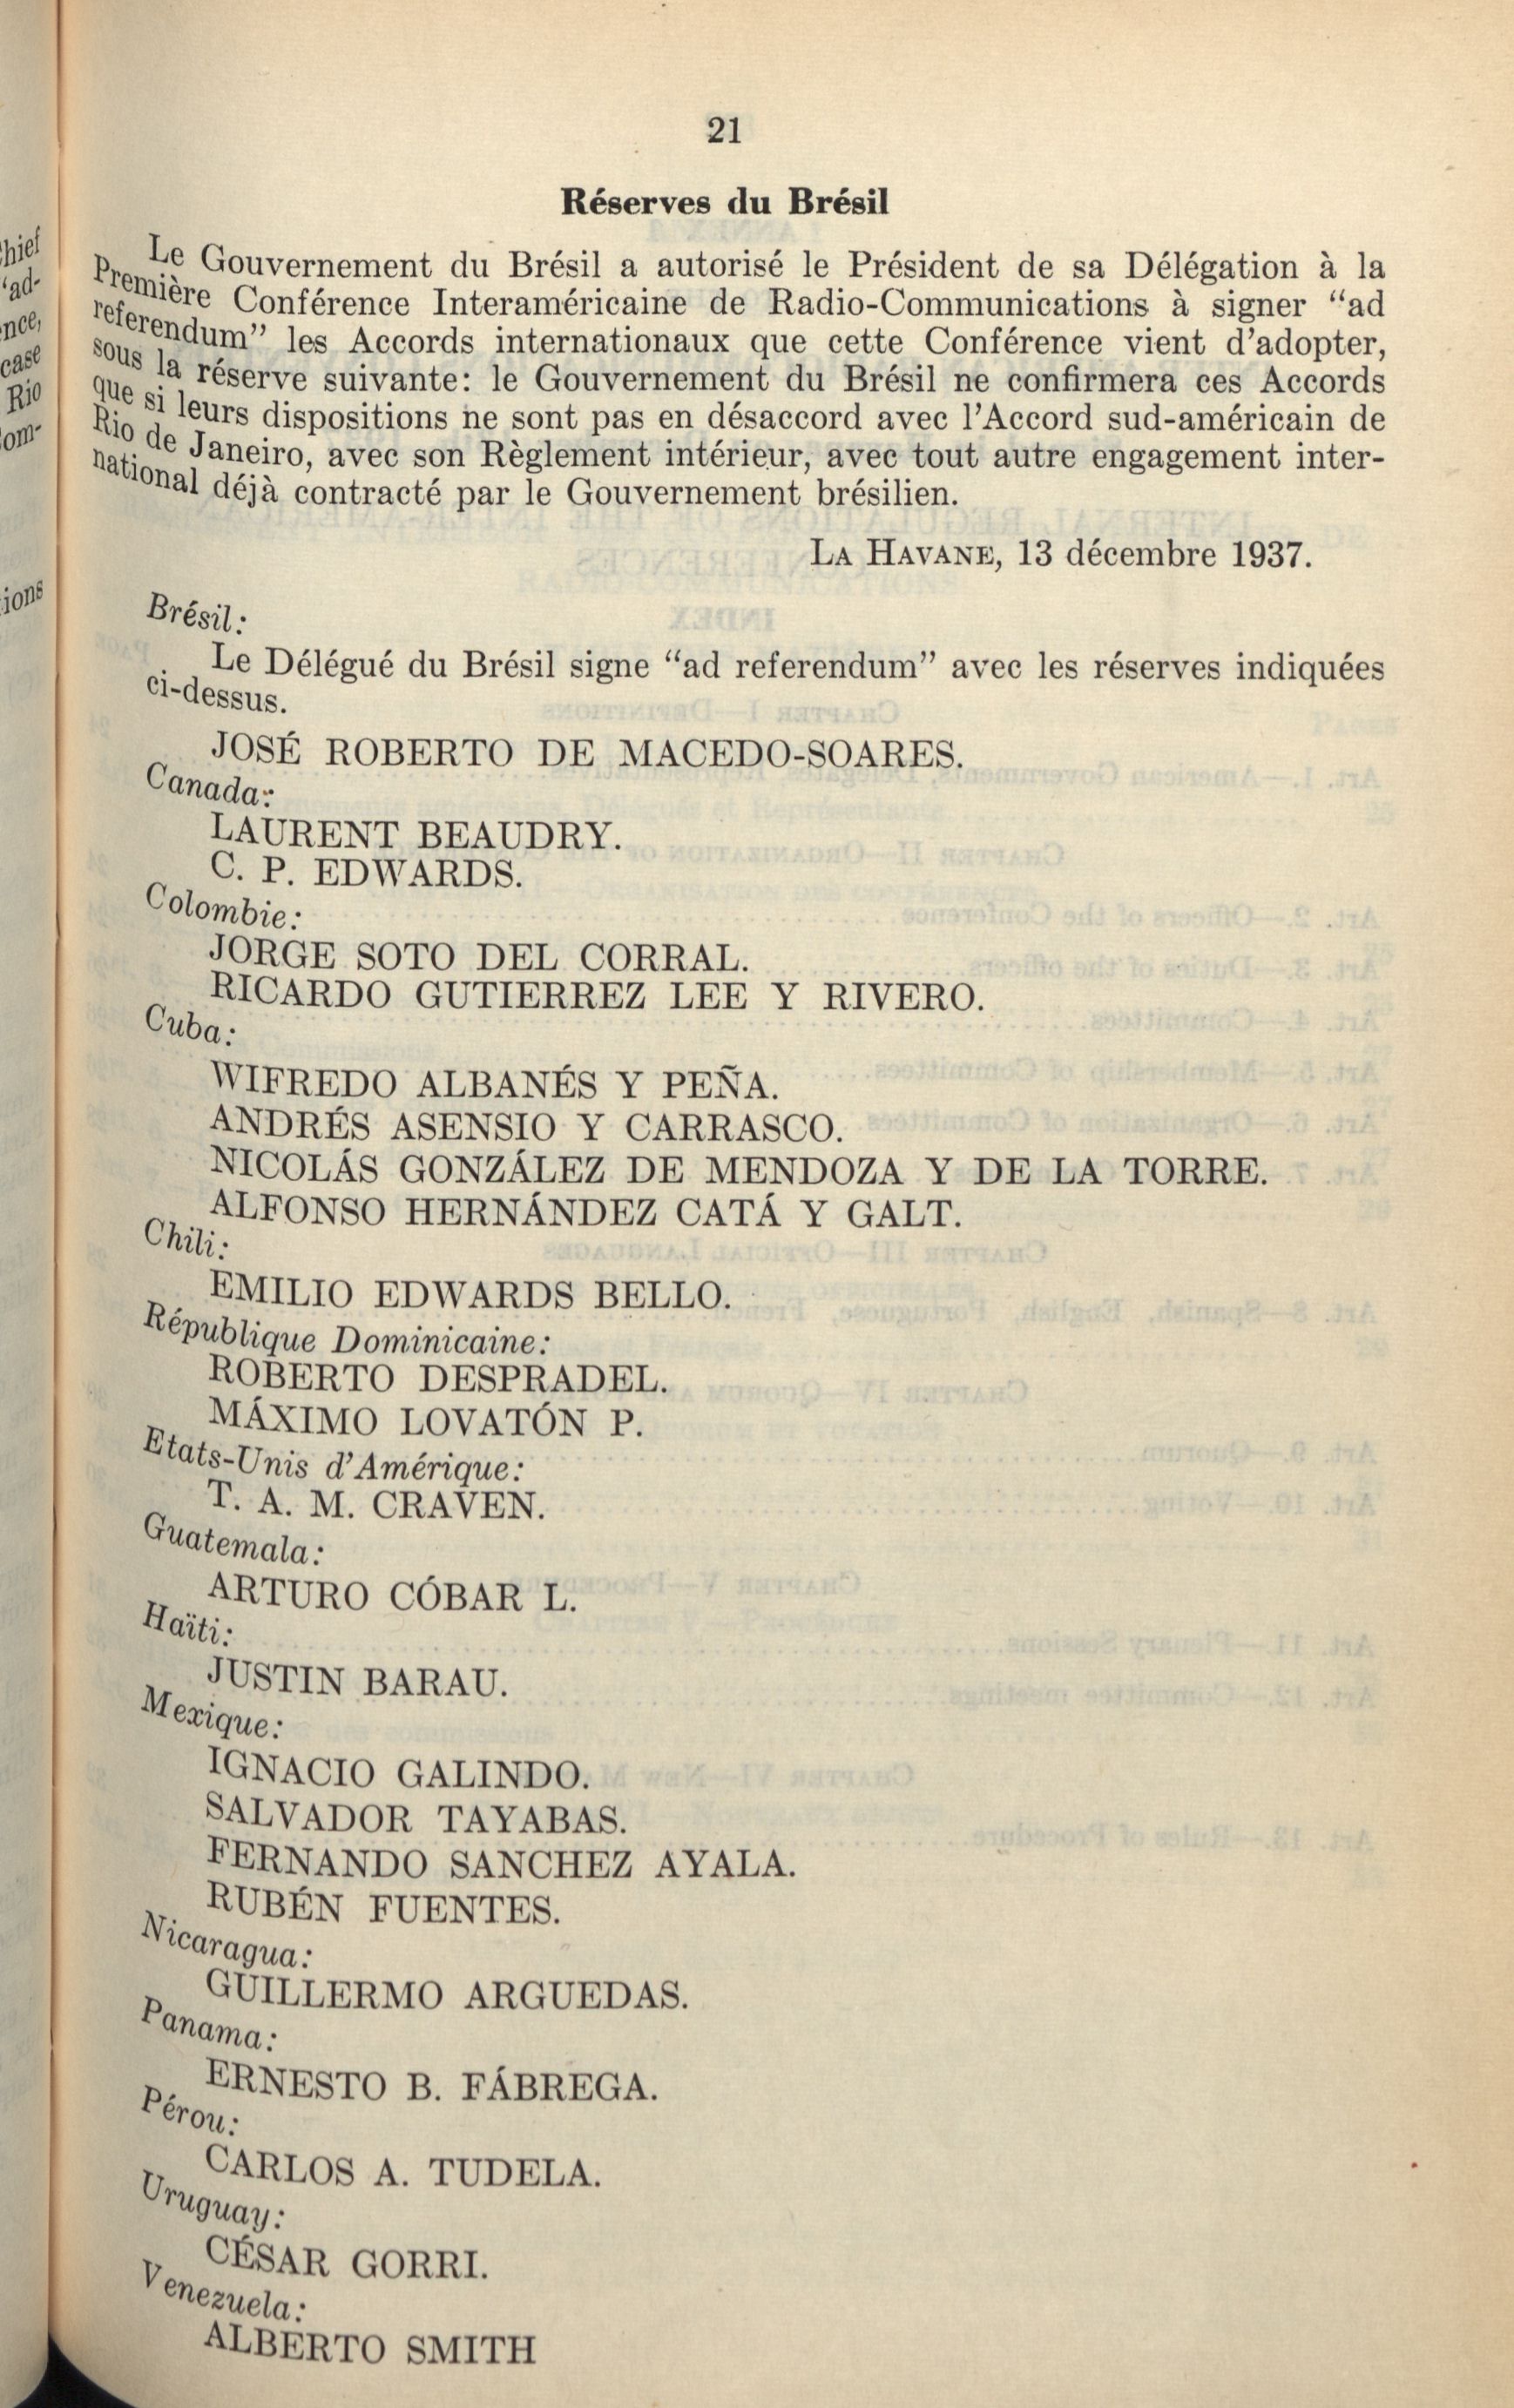 21
Réserves du Brésil
Le Gouvernement du Brésil a autorisé le Président de sa Délégation à la
Première Conférence Interaméricaine de Radio-Communications à signer “ad
referendum” les Accords internationaux que cette Conférence vient d’adopter,
sous la réserve suivante: le Gouvernement du Brésil ne confirmera ces Accords
que si leurs dispositions ne sont pas en désaccord avec l’Accord sud-américain de
Rio de Janeiro, avec son Règlement intérieur, avec tout autre engagement inter-
national déjà contracté par le Gouvernement brésilien.
LA HAVANE, 13 décembre 1937.
Brésil:
Le Délégué du Brésil signe “ad referendum” avec les réserves indiquées
ci-dessus.
JOSÉ ROBERTO DE MACEDO-SOARES.
Canada:
LAURENT BEAUDRY.
C. P. EDWARDS.
Colombie:
JORGE SOTO DEL CORRAL.
RICARDO GUTIERREZ LEE Y RIVERO.
Cuba:
WIFREDO ALBANÉS Y PEÑA.
ANDRÉS ASENSIO Y CARRASCO.
NICOLÁS GONZÁLEZ DE MENDOZA Y DE LA TORRE.
ALFONSO HERNÁNDEZ CATÁ Y GALT.
Chili:
EMILIO EDWARDS BELLO.
République Dominicaine:
ROBERTO DESPRADEL.
MÁXIMO LOVATÓN P.
Etats-Unis d’Amérique:
T. A. M. CRAVEN.
Guatemala:
ARTURO CÓBAR L.
Haïti:
JUSTIN BARAU.
Mexique:
IGNACIO GALINDO.
SALVADOR TAYABAS.
FERNANDO SANCHEZ AYALA.
RUBÉN FUENTES.
Nicaragua:
GUILLERMO ARGUEDAS.
Panama:
ERNESTO B. FÁBREGA.
Pérou:
CARLOS A. TUDELA.
Uruguay:
CÉSAR GORRI.
Venezuela:
ALBERTO SMITH